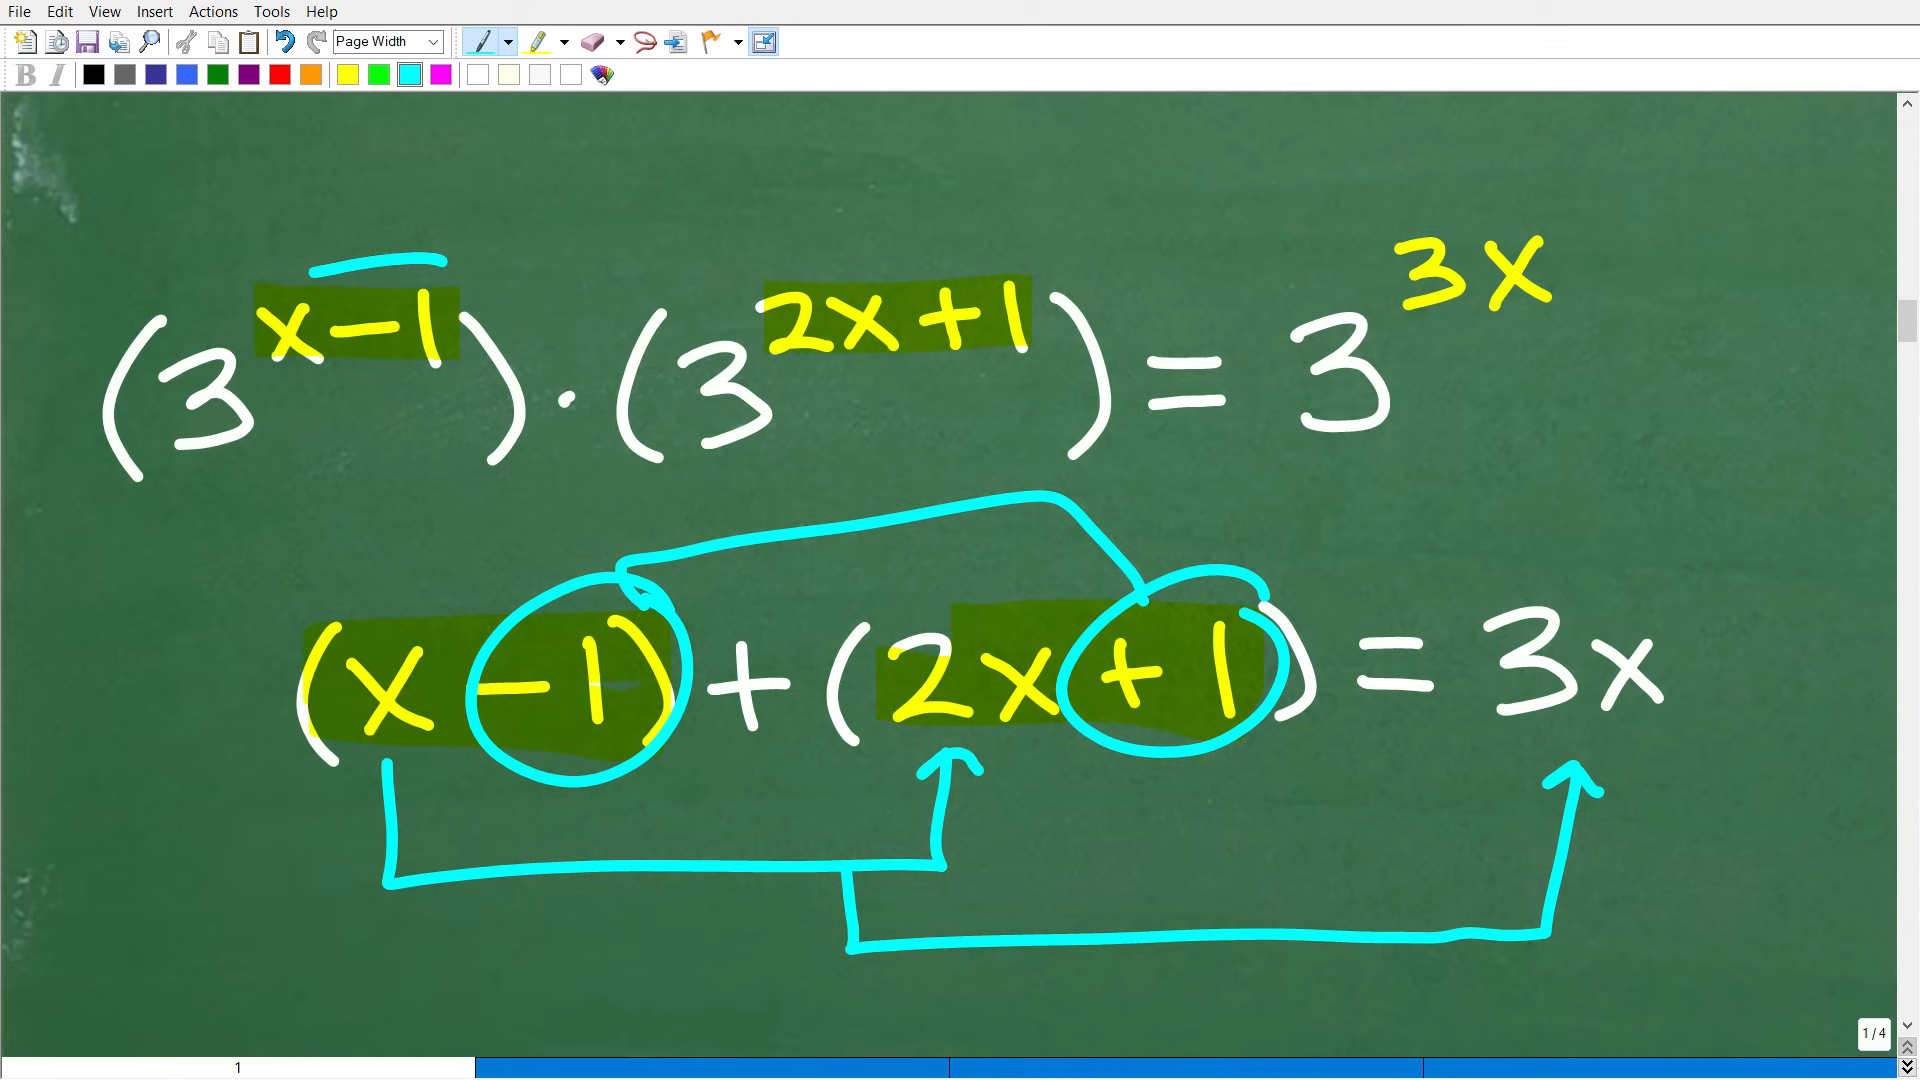 File Edit View Insert Actions Tools Help
Page Width
B I
(3^{x-1}) · (3^{2x+1}) = 3^{3x}
(x - 1) + (2x + 1) = 3x
1 / 4
1